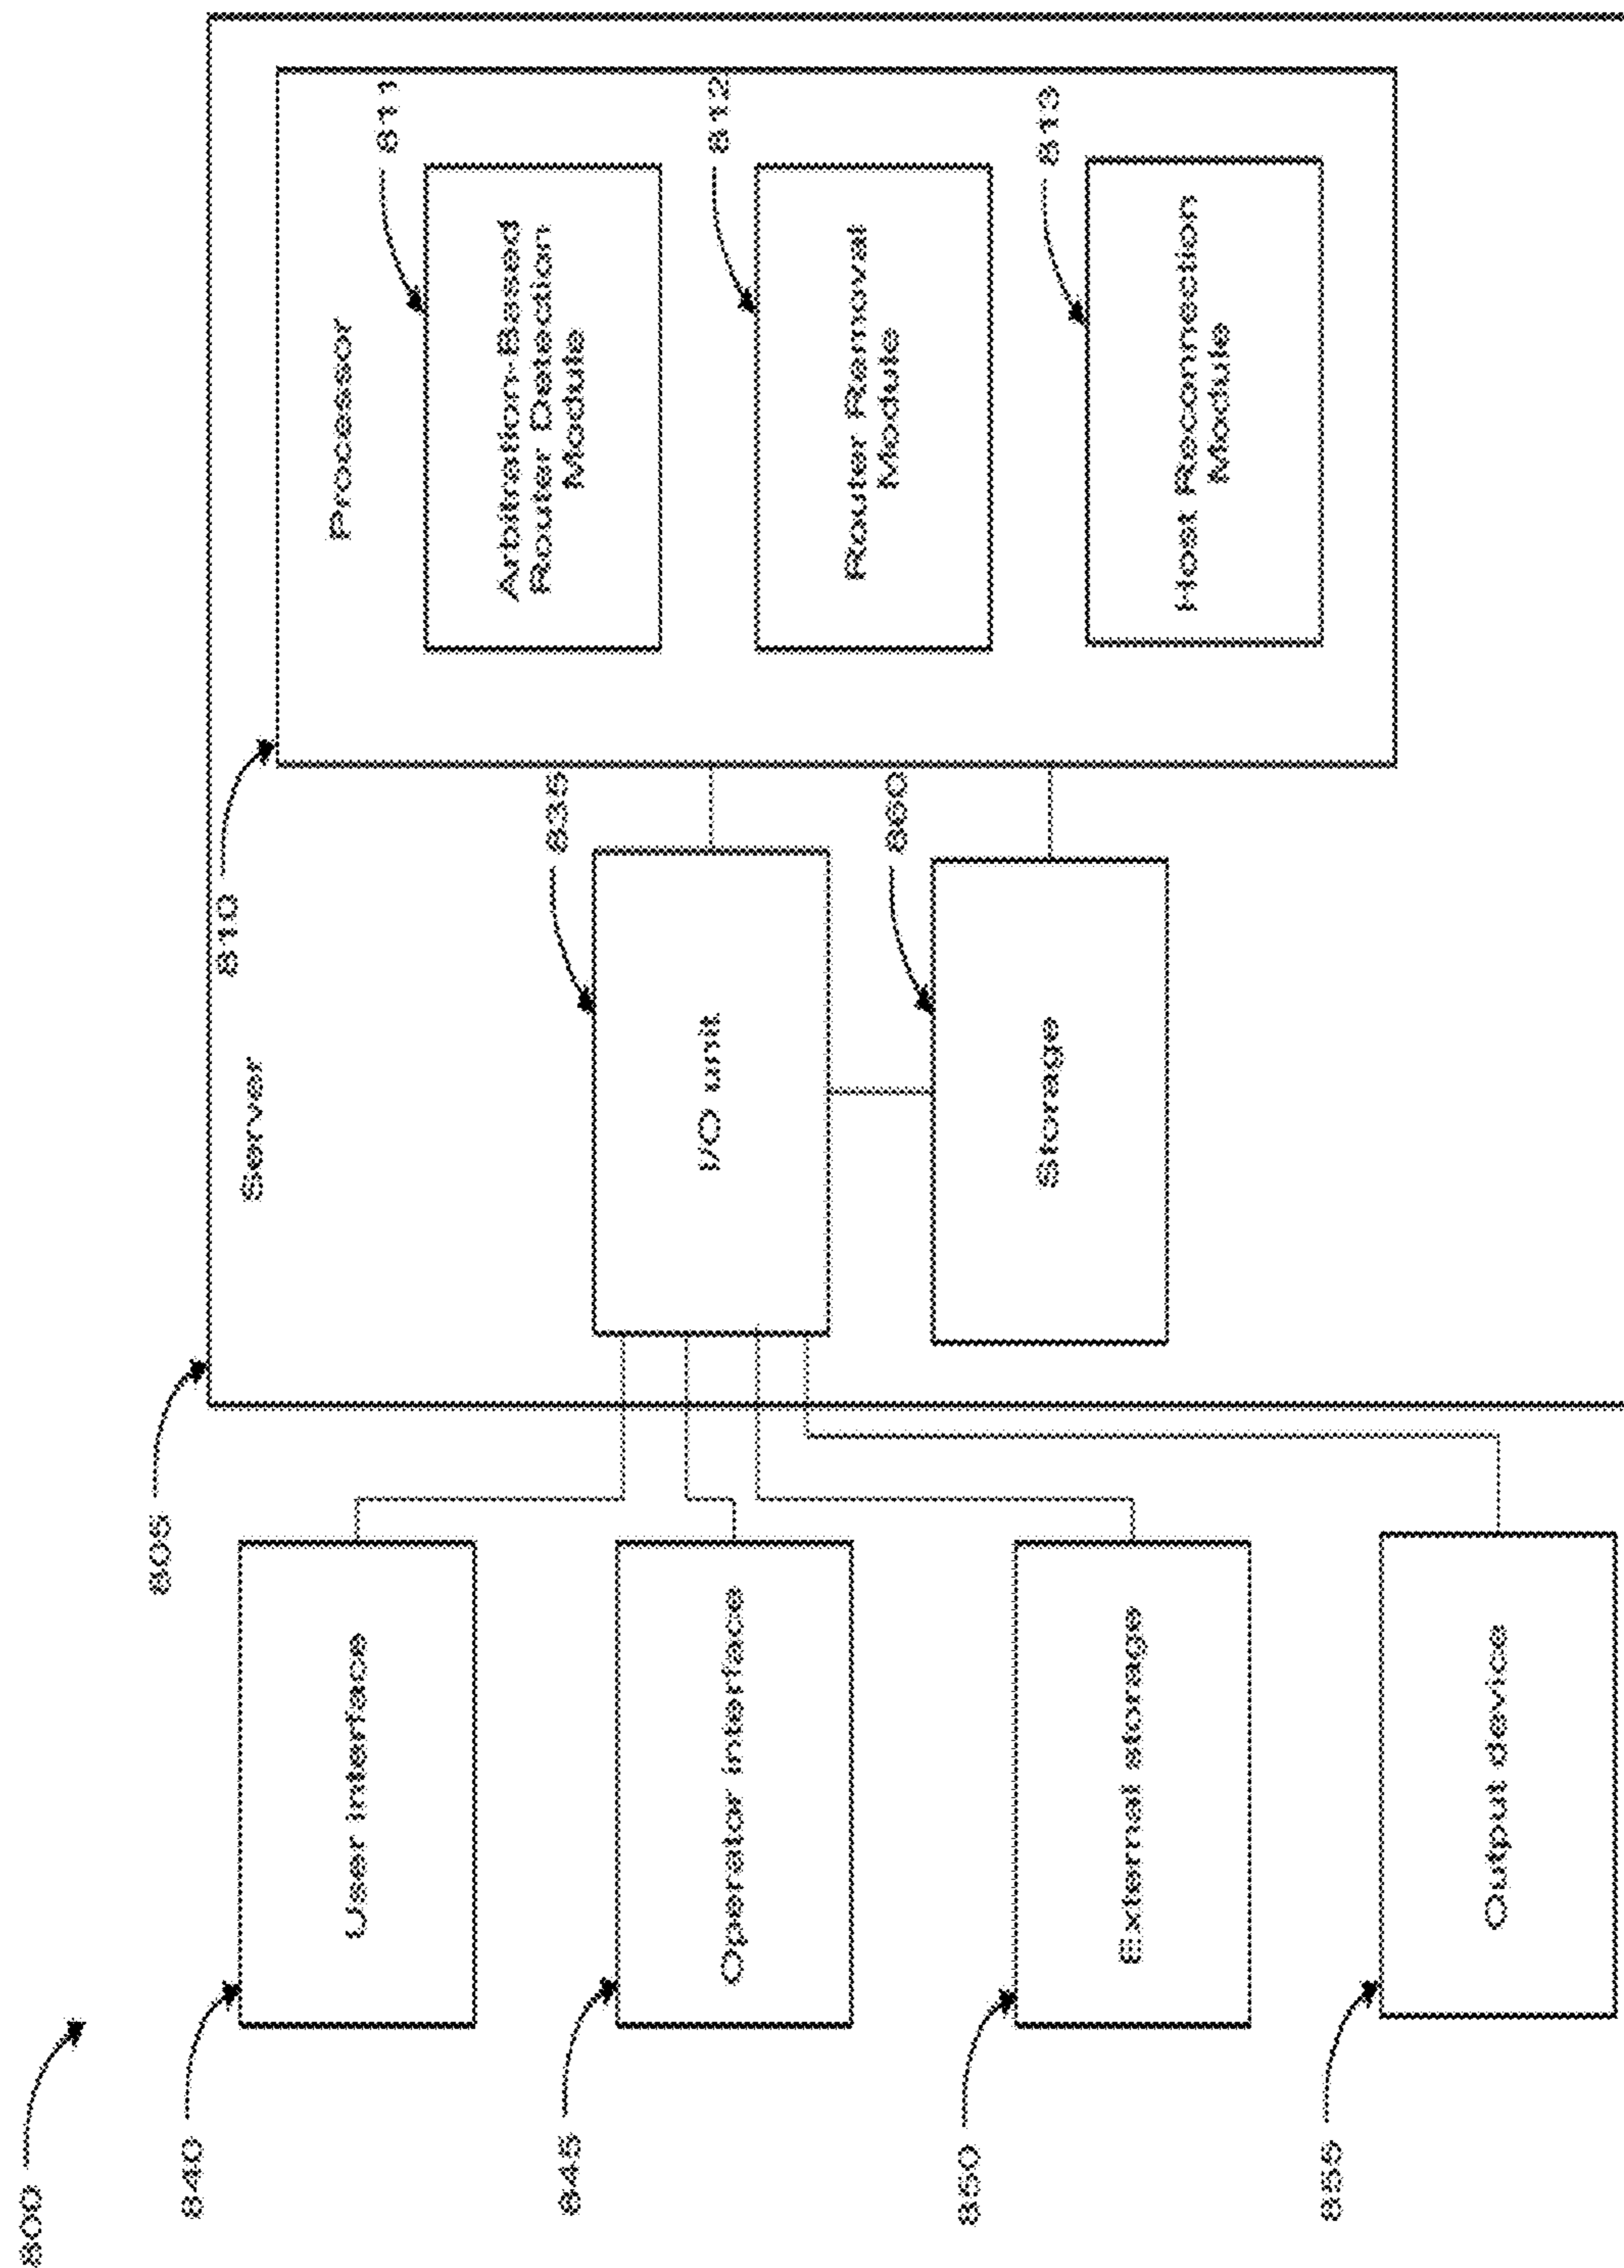 800
805
Server
810
Processor
811
Arbitration-Based
Router Detection
Module
812
Router Removal
Module
813
Host Reconnection
Module
835
I/O unit
860
Storage
840
User interface
845
Operator interface
850
External storage
855
Output device